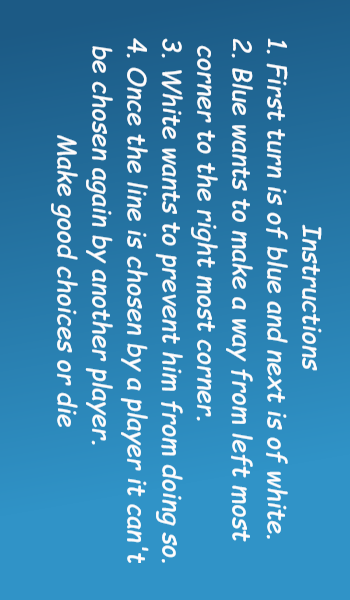 Instructions
1. First turn is of blue and next is of white.
2. Blue wants to make a way from left most
corner to the right most corner.
3. White wants to prevent him from doing so.
4. Once the line is chosen by a player it can't
be chosen again by another player.
Make good choices or die